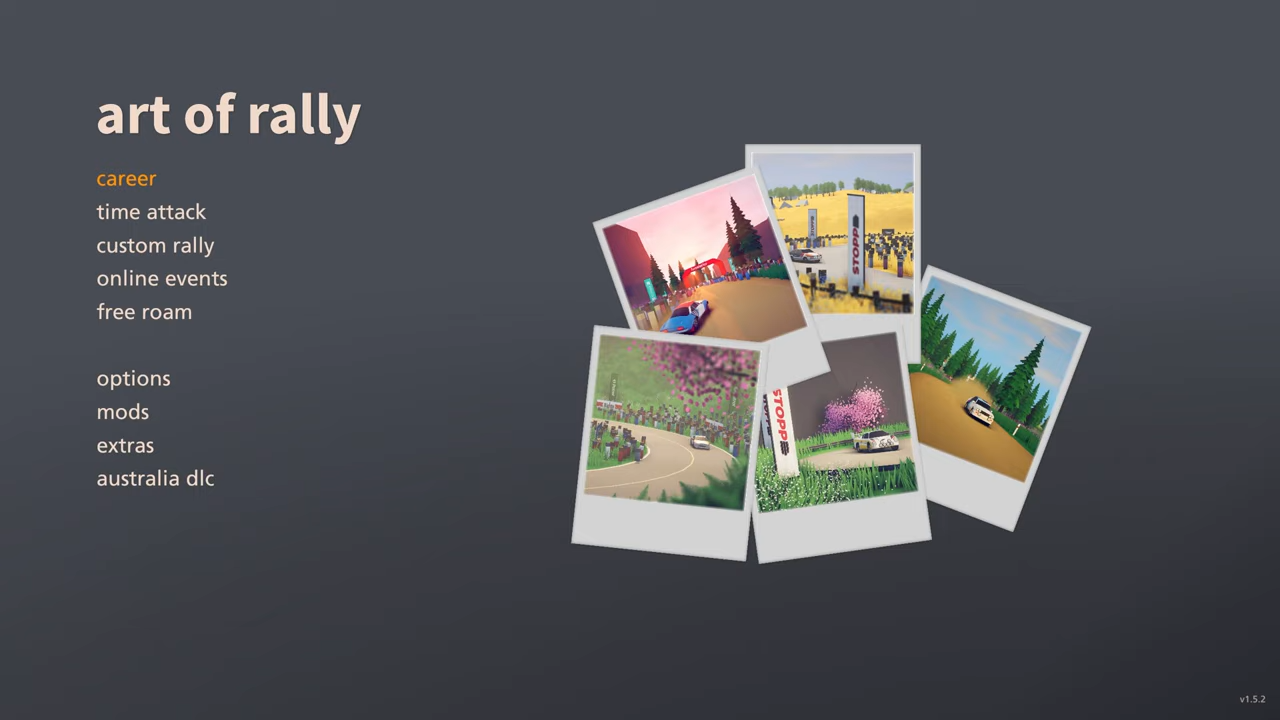 art of rally
career
time attack
custom rally
online events
free roam
options
mods
extras
australia dlc
STOPP
STOPP
v1.5.2